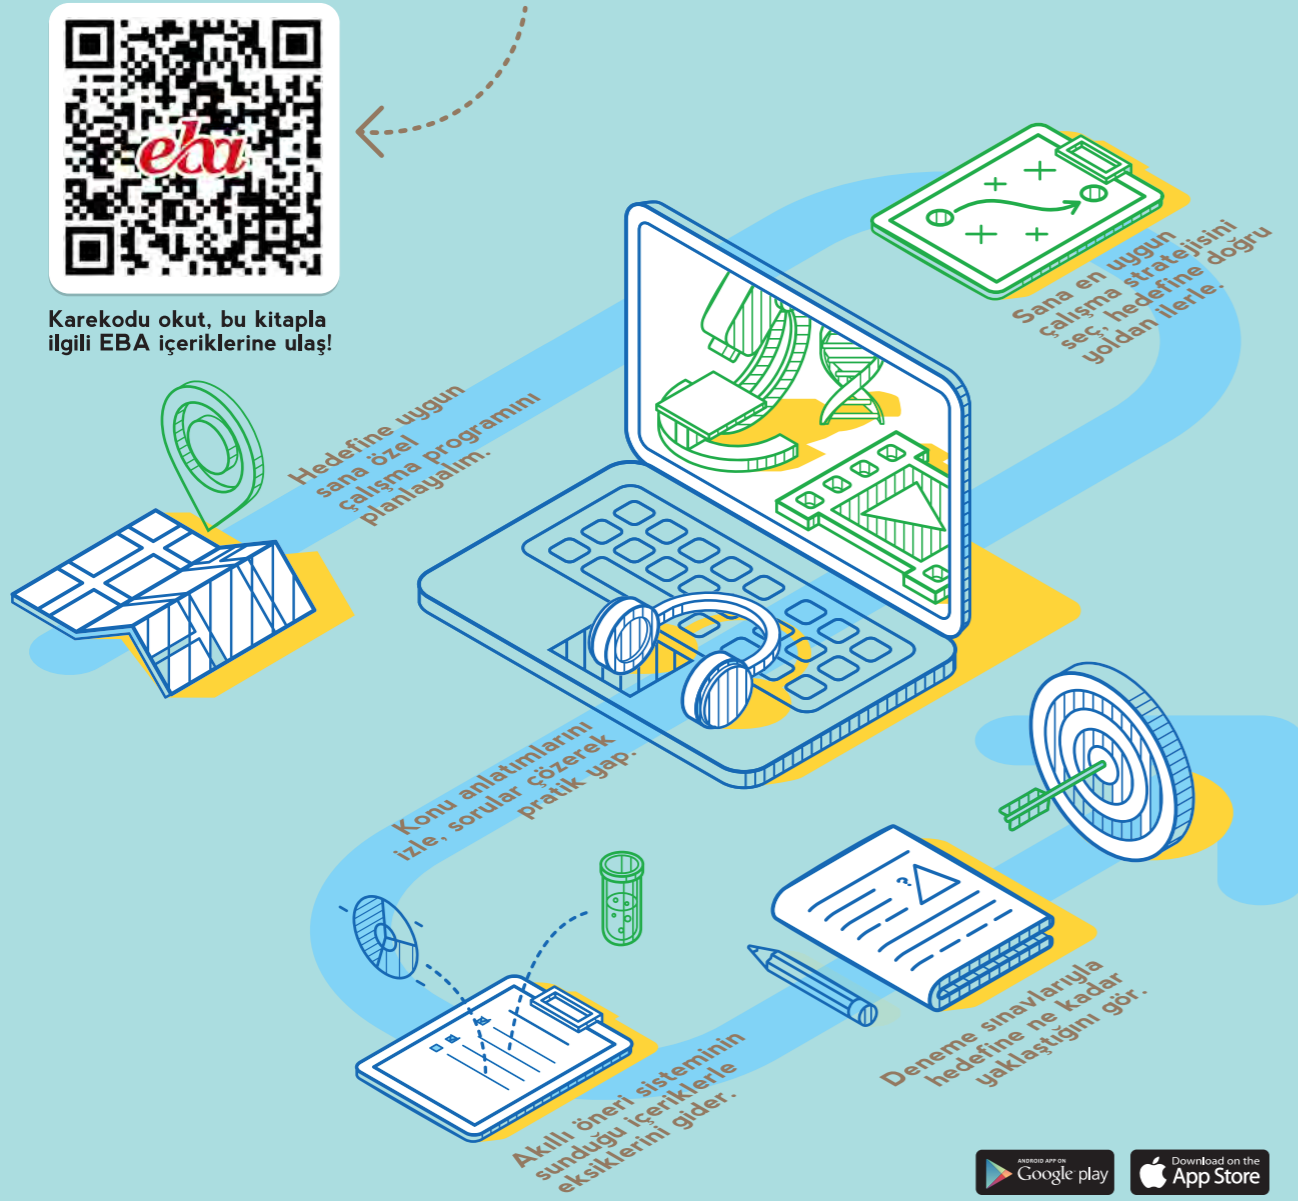 eba
Karekodu okut, bu kitapla
ilgili EBA içeriklerine ulaş!
Hedefine uygun
sana özel
çalışma programını
planlayalım.
Sana en uygun
çalışma stratejisini
seç, hedefine doğru
yoldan ilerle.
Konu anlatımlarını
izle, sorular çözerek
pratik yap.
Akıllı öneri sisteminin
sunduğu içeriklerle
eksiklerini gider.
Deneme sınavlarıyla
hedefine ne kadar
yaklaştığını gör.
ANDROID APP ON
Google play
Download on the
App Store